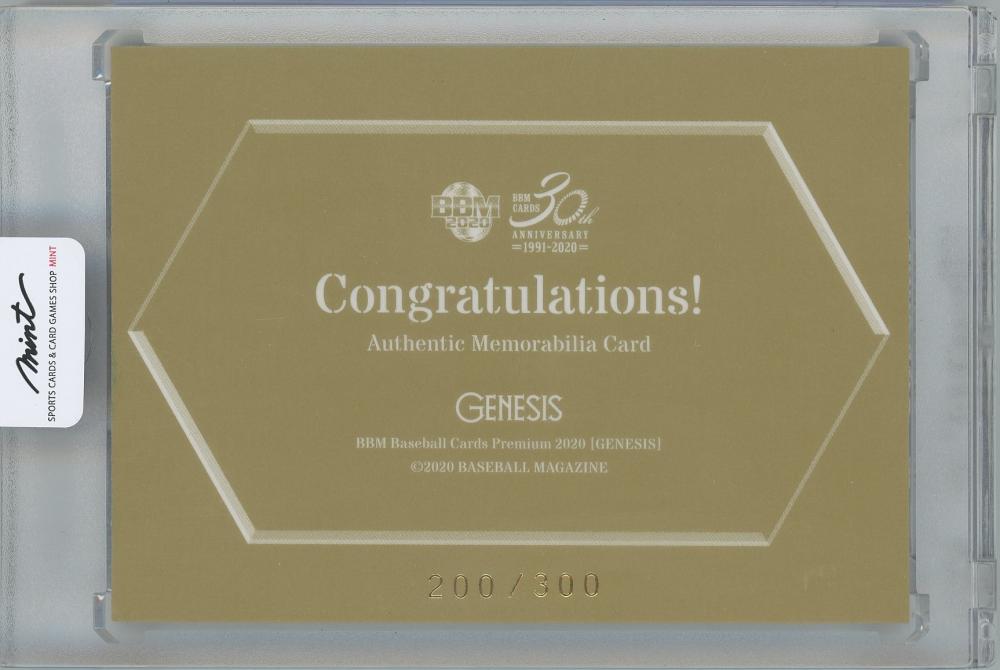 BBM
2020
BBM
CARDS
30th
ANNIVERSARY
1991-2020
Congratulations!
Authentic Memorabilia Card
GENESIS
BBM Baseball Cards Premium 2020 [GENESIS]
©2020 BASEBALL MAGAZINE
200/300
mint
SPORTS CARDS & CARD GAMES SHOP MINT